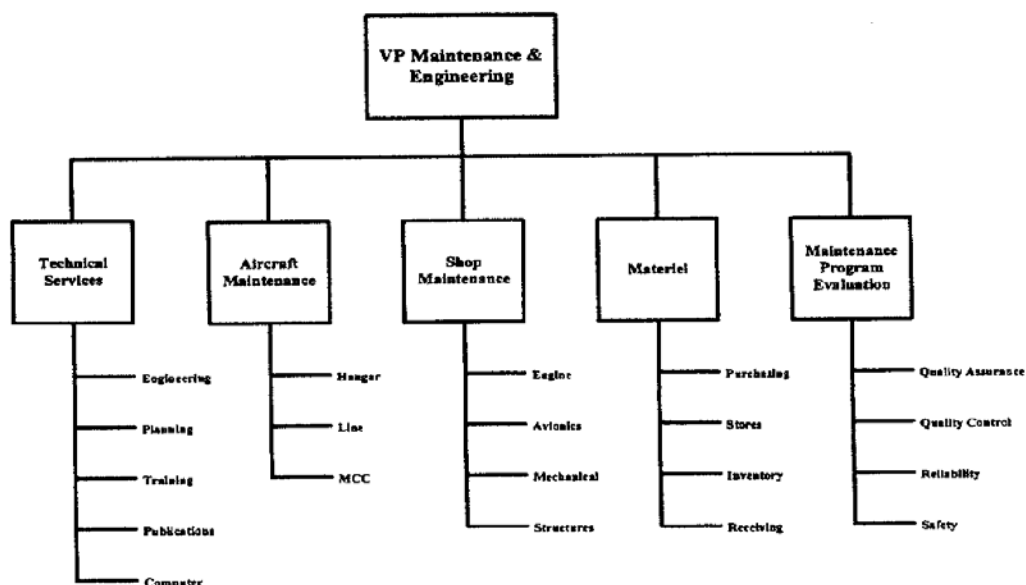 VP Maintenance &
Engineering
Technical
Services
Aircraft
Maintenance
Shop
Maintenance
Materiel
Maintenance
Program
Evaluation
Engineering
Planning
Training
Publications
Computer
Hangar
Line
MCC
Engine
Avionics
Mechanical
Structures
Purchasing
Stores
Inventory
Receiving
Quality Assurance
Quality Control
Reliability
Safety